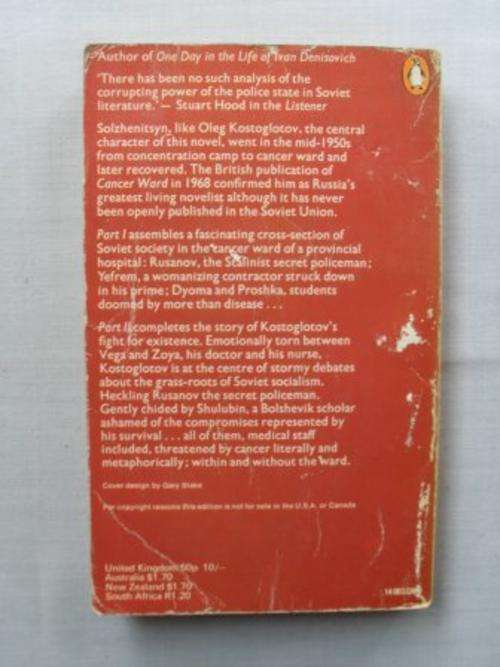 Author of One Day in the Life of Ivan Denisovich
'There has been no such analysis of the
corrupting power of the police state in Soviet
literature.' — Stuart Hood in the Listener
Solzhenitsyn, like Oleg Kostoglotov, the central
character of this novel, went in the mid-1950s
from concentration camp to cancer ward and
later recovered. The British publication of
Cancer Ward in 1968 confirmed him as Russia's
greatest living novelist although it has never
been openly published in the Soviet Union.
Part I assembles a fascinating cross-section of
Soviet society in the cancer ward of a provincial
hospital: Rusanov, the Stalinist secret policeman;
Yefrem, a womanizing contractor struck down
in his prime; Dyoma and Proshka, students
doomed by more than disease ...
Part II completes the story of Kostoglotov's
fight for existence. Emotionally torn between
Vega and Zoya, his doctor and his nurse,
Kostoglotov is at the centre of stormy debates
about the grass-roots of Soviet socialism.
Heckling Rusanov the secret policeman.
Gently chided by Shulubin, a Bolshevik scholar
ashamed of the compromises represented by
his survival ... all of them, medical staff
included, threatened by cancer literally and
metaphorically; within and without the ward.
Cover design by Gary
For copyright reasons this edition is not for sale in the U.S.A. or Canada
United Kingdom 50p 10/–
Australia $1.70
New Zealand $1.70
South Africa R1.20